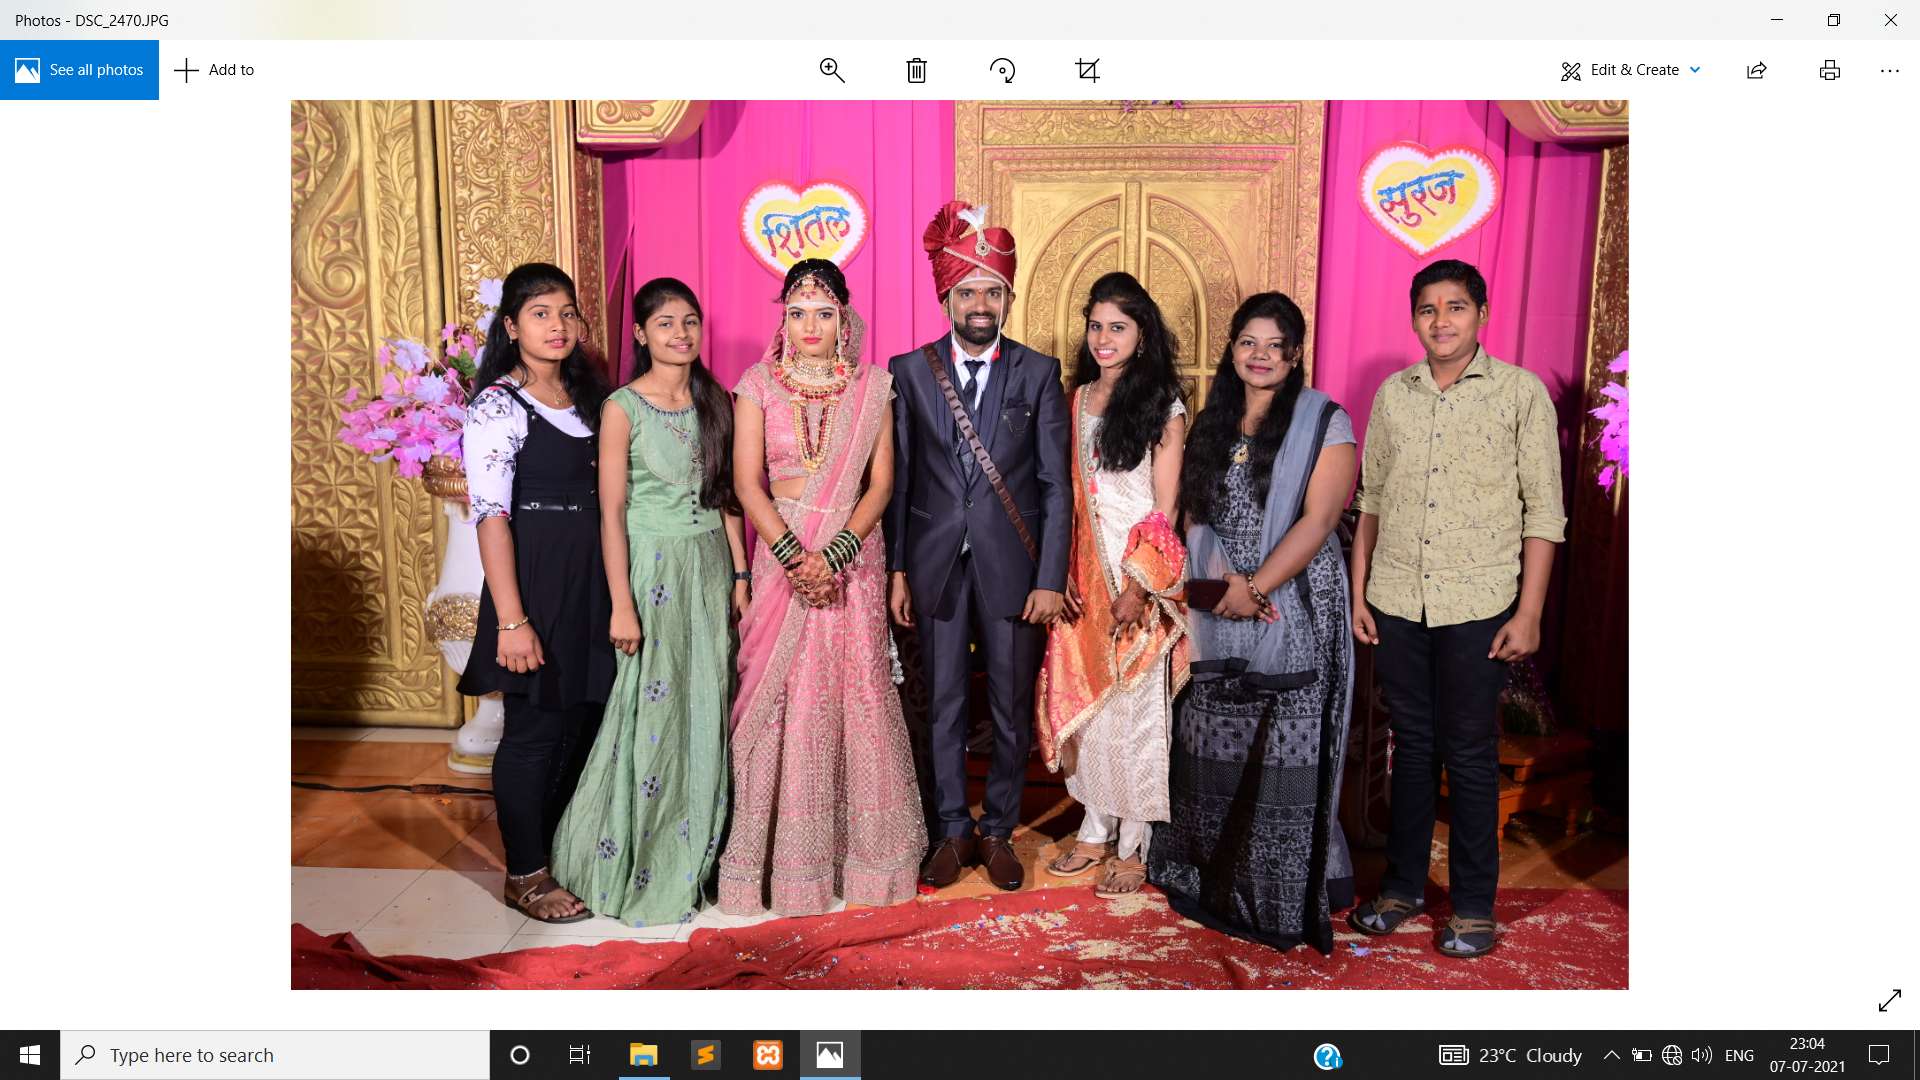 Photos - DSC_2470.JPG
See all photos
Add to
Edit & Create
शितल
सुरज
Type here to search
23°C Cloudy
ENG
23:04
07-07-2021